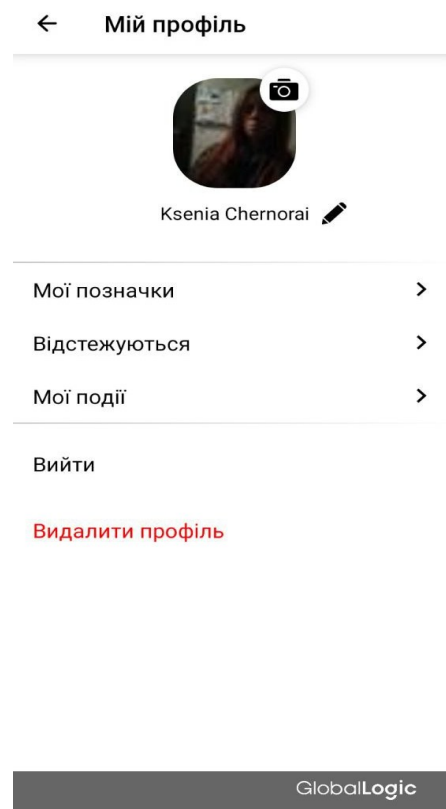 Мій профіль
Ksenia Chernorai
Мої позначки
Відстежуються
Мої події
Вийти
Видалити профіль
GlobalLogic